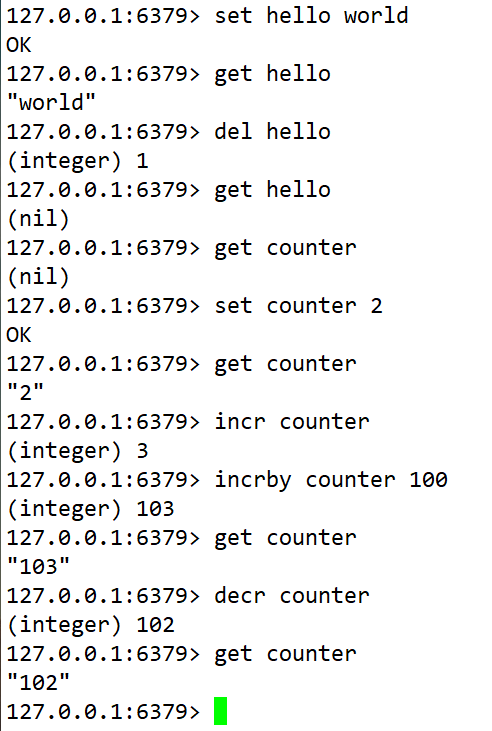 127.0.0.1:6379> set hello world
OK
127.0.0.1:6379> get hello
"world"
127.0.0.1:6379> del hello
(integer) 1
127.0.0.1:6379> get hello
(nil)
127.0.0.1:6379> get counter
(nil)
127.0.0.1:6379> set counter 2
OK
127.0.0.1:6379> get counter
"2"
127.0.0.1:6379> incr counter
(integer) 3
127.0.0.1:6379> incrby counter 100
(integer) 103
127.0.0.1:6379> get counter
"103"
127.0.0.1:6379> decr counter
(integer) 102
127.0.0.1:6379> get counter
"102"
127.0.0.1:6379>